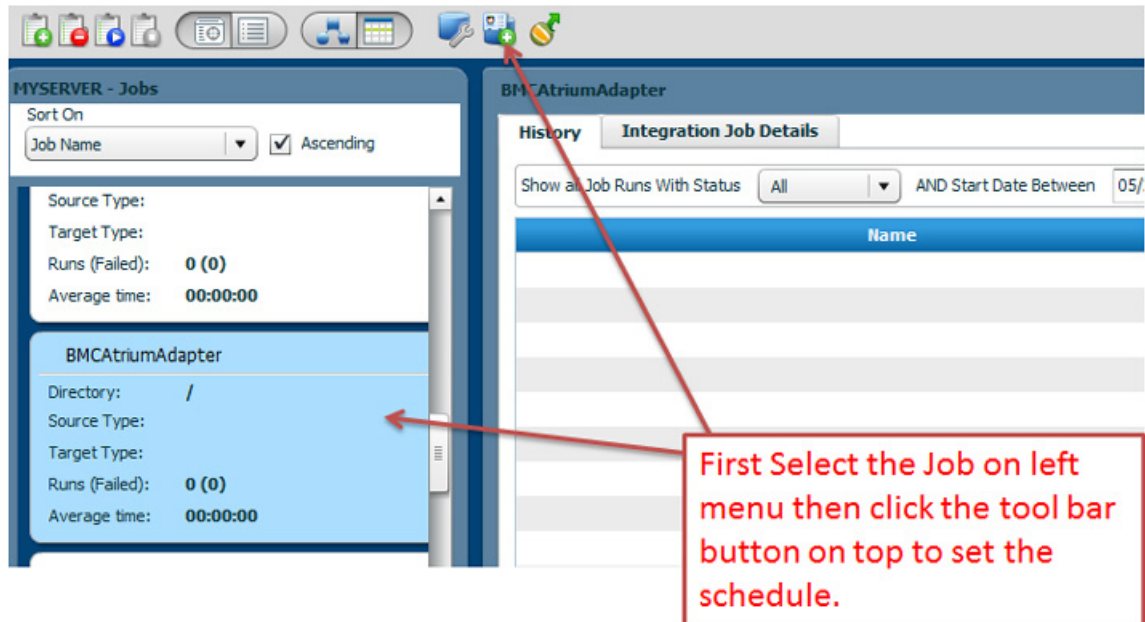 MYSERVER - Jobs
Sort On
Job Name
Ascending
Source Type:
Target Type:
Runs (Failed): 0 (0)
Average time: 00:00:00
BMCAtriumAdapter
Directory: /
Source Type:
Target Type:
Runs (Failed): 0 (0)
Average time: 00:00:00
BMCAtriumAdapter
History Integration Job Details
Show all Job Runs With Status All AND Start Date Between 05/
Name
First Select the Job on left
menu then click the tool bar
button on top to set the
schedule.